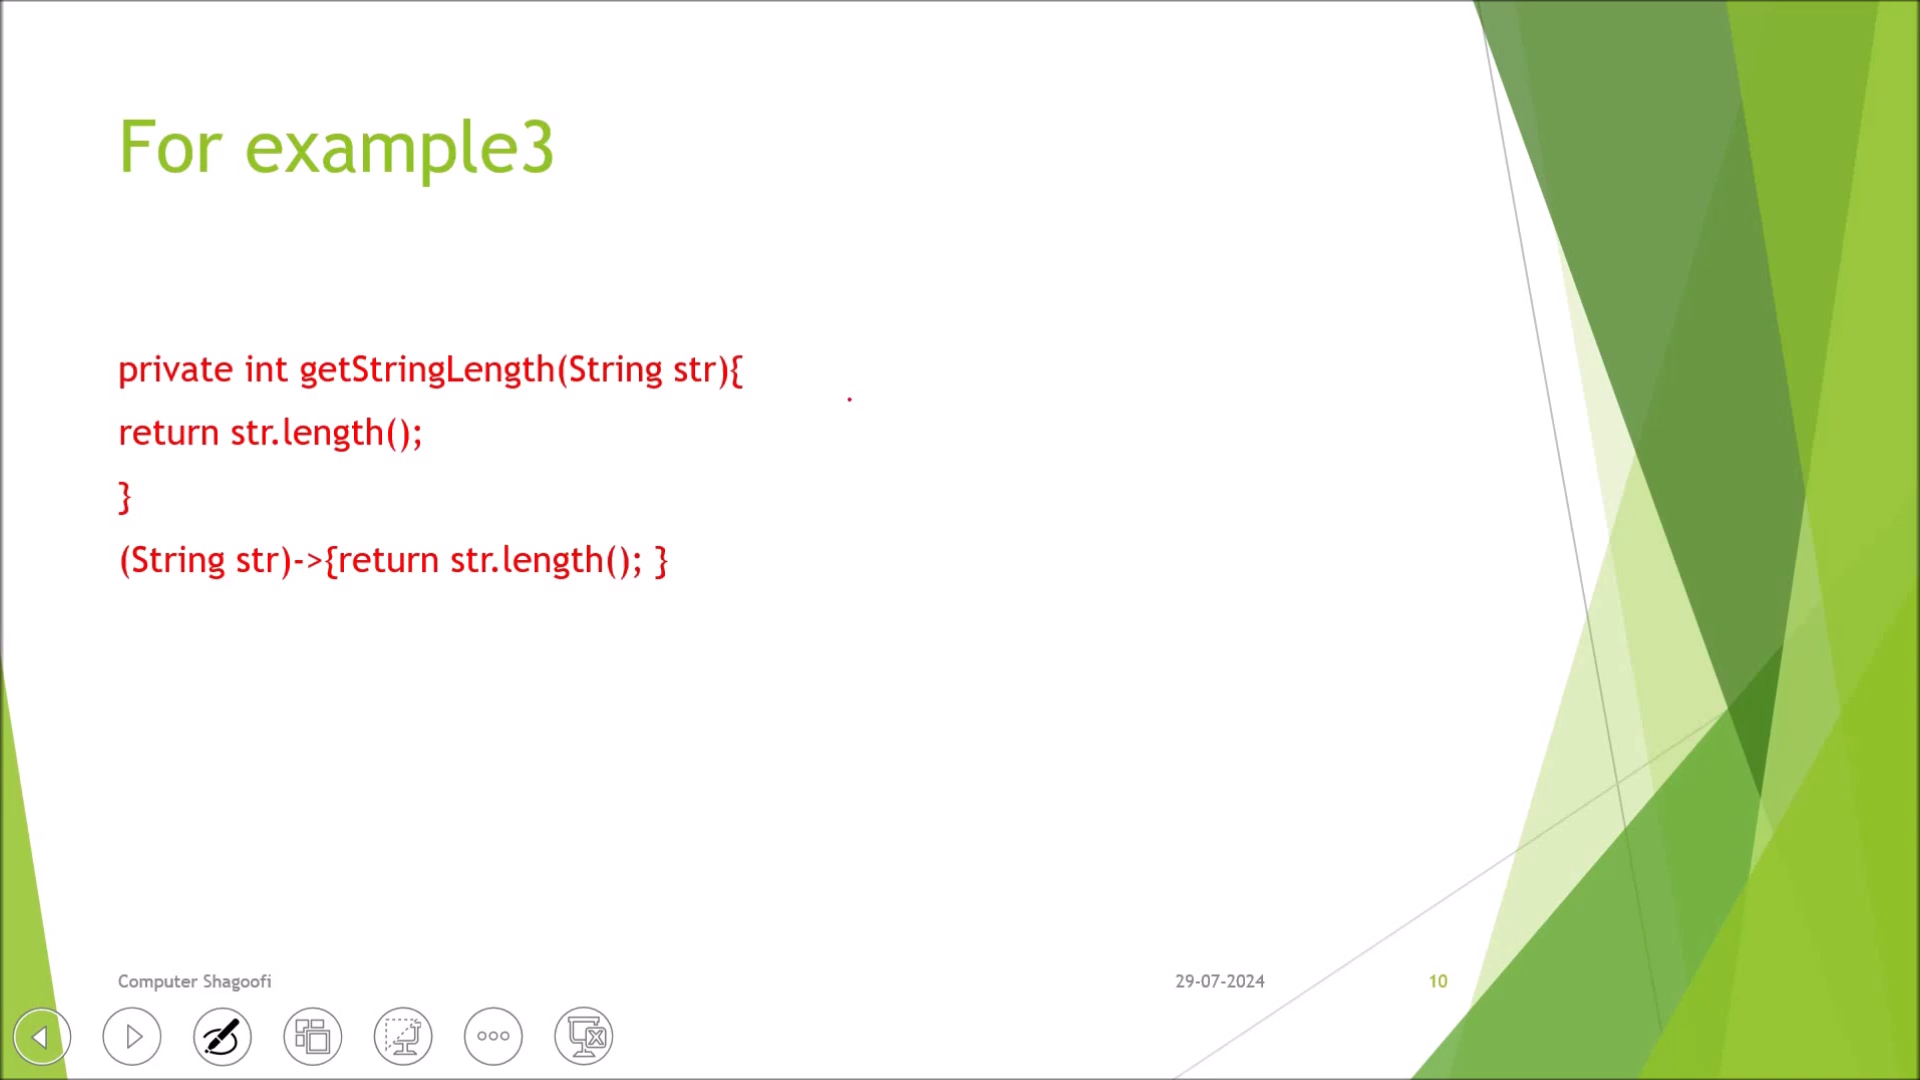 For example3
private int getStringLength(String str){
return str.length();
}
(String str)->{return str.length(); }
Computer Shagoofi
29-07-2024
10